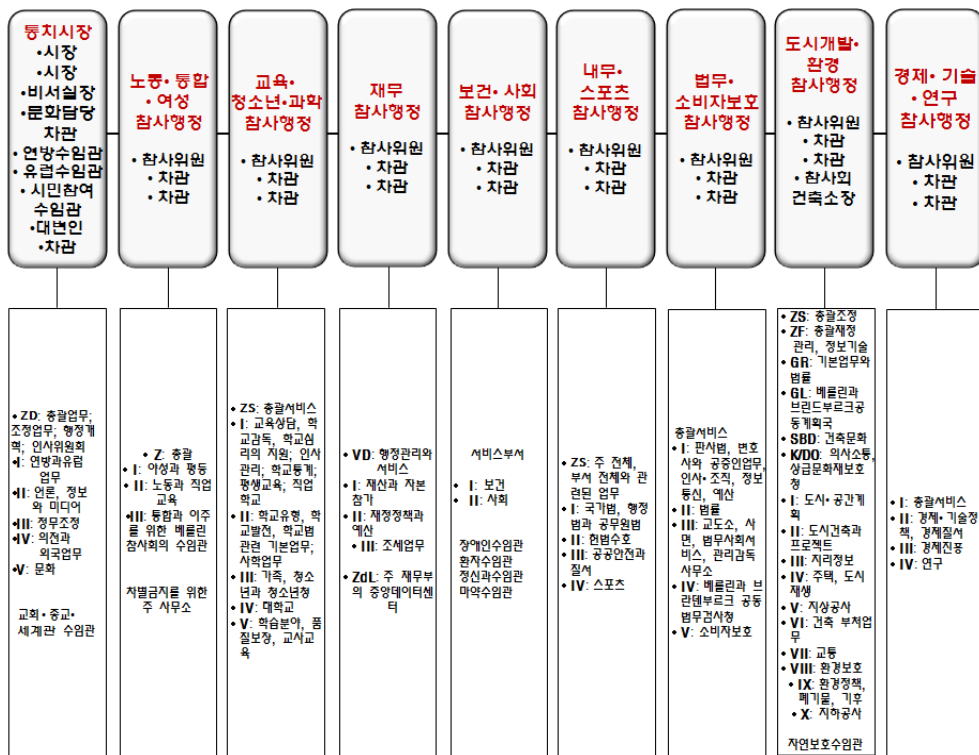 통치시장
•시장
•시장
•비서실장
•문화담당
차관
• 연방수임관
• 유럽수임관
• 시민참여
수임관
•대변인
•차관
노동• 통합
• 여성
참사행정
• 참사위원
• 차관
• 차관
교육•
청소년•과학
참사행정
• 참사위원
• 차관
• 차관
재무
참사행정
• 참사위원
• 차관
• 차관
보건• 사회
참사행정
• 참사위원
• 차관
• 차관
내무•
스포츠
참사행정
• 참사위원
• 차관
• 차관
법무•
소비자보호
참사행정
• 참사위원
• 차관
• 차관
도시개발•
환경
참사행정
• 참사위원
• 차관
• 차관
• 참사회
건축소장
경제• 기술
• 연구
참사행정
• 참사위원
• 차관
• 차관
• ZD: 총괄업무;
조정업무; 행정개
혁; 인사위원회
•I: 연방과유럽
업무
•II: 언론, 정보
와 미디어
•III: 정무조정
•IV: 의전과
외국업무
•V: 문화
교회• 종교•
세계관 수임관
• Z: 총괄
• I: 여성과 평등
• II: 노동과 직업
교육
•III: 통합과 이주
를 위한 베를린
참사회의 수임관
차별금지를 위한
주 사무소
• ZS: 총괄서비스
• I: 교육상담, 학
교감독, 학교심
리의 지원; 인사
관리; 학교통계;
평생교육; 직업
학교
• II: 학교유형, 학
교발전, 학교법
관련 기본업무;
사학업무
• III: 가족, 청소
년과 청소년청
• IV: 대학교
• V: 학습분야, 품
질보장, 교사교
육
• VD: 행정관리와
서비스
• I: 재산과 자본
참가
• II: 재정정책과
예산
• III: 조세업무
• ZdL: 주 재무부
의 중앙데이터센
터
서비스부서
• I: 보건
• II: 사회
장애인수임관
환자수임관
정신과수임관
마약수임관
ZS: 주 전체,
부서 전체와 관
련된 업무
• I: 국가법, 행정
법과 공무원법
• II: 헌법수호
• III: 공공안전과
질서
• IV: 스포츠
총괄서비스
• I: 판사법, 변호
사와 공증인업무,
인사• 조직, 정보
통신, 예산
• II: 법률
• III: 교도소, 사
면, 법무사회서
비스, 관리감독
사무소
• IV: 베를린과 브
란덴부르크 공동
법무검사청
• V: 소비자보호
• ZS: 총괄조정
• ZF: 총괄재정
관리, 정보기술
• GR: 기본업무와
법률
• GL: 베를린과
브린드부르크공
동계획국
• SBD: 건축문화
• K/DO: 의사소통,
상급문화재보호
청
• I: 도시• 공간계
획
• II: 도시건축과
프로젝트
• III: 지리정보
• IV: 주택, 도시
재생
• V: 지상공사
• VI: 건축 부처업
무
• VII: 교통
• VIII: 환경보호
• IX: 환경정책,
폐기물, 기후
• X: 지하공사
자연보호수임관
• I: 총괄서비스
• II: 경제• 기술정
책, 경제질서
• III: 경제진흥
• IV: 연구